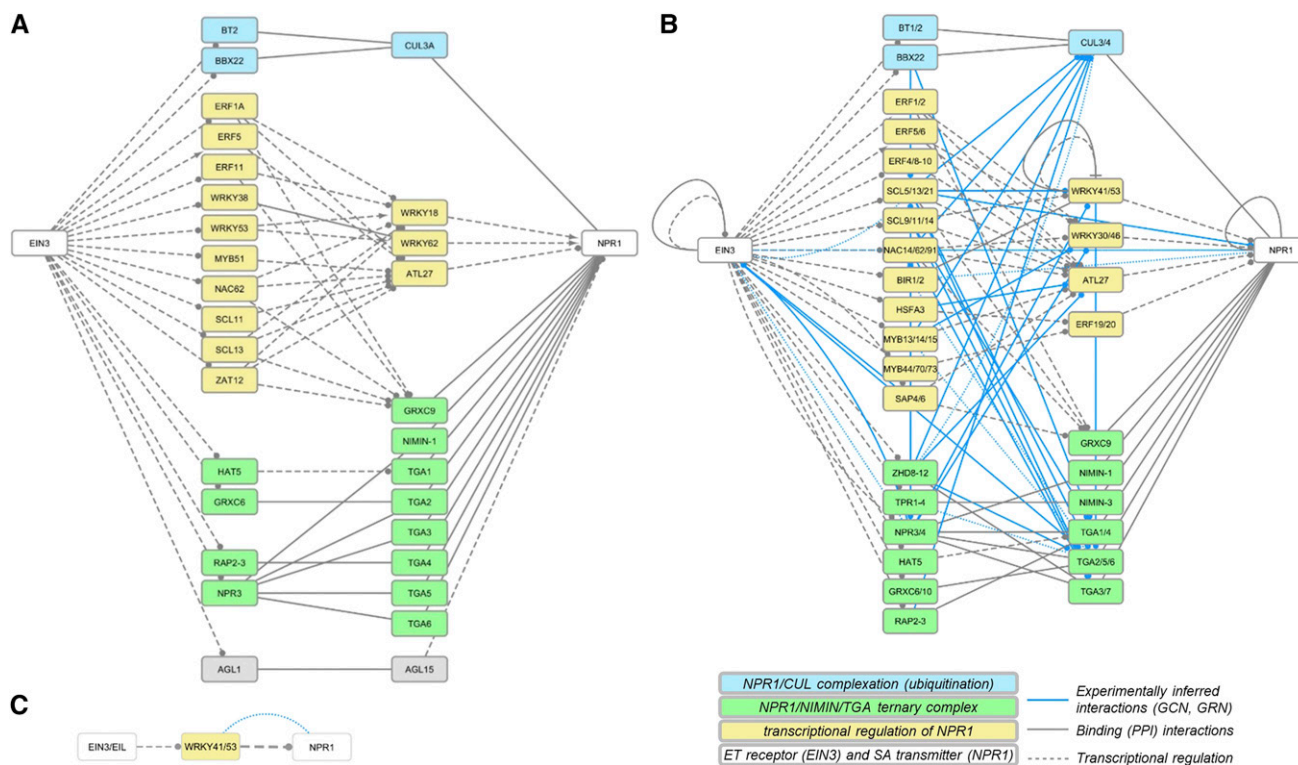 A
BT2
BBX22
CUL3A
ERF1A
ERF5
ERF11
WRKY38
WRKY53
MYB51
NAC62
SCL11
SCL13
ZAT12
WRKY18
WRKY62
ATL27
EIN3
NPR1
GRXC9
NIMIN-1
TGA1
TGA2
TGA3
TGA4
TGA5
TGA6
HAT5
GRXC6
RAP2-3
NPR3
AGL1
AGL15
B
BT1/2
BBX22
CUL3/4
ERF1/2
ERF5/6
ERF4/8-10
SCL5/13/21
SCL9/11/14
NAC14/62/91
BIR1/2
HSFA3
MYB13/14/15
MYB44/70/73
SAP4/6
WRKY41/53
WRKY30/46
ATL27
ERF19/20
EIN3
NPR1
GRXC9
NIMIN-1
NIMIN-3
TGA1/4
TGA2/5/6
TGA3/7
ZHD8-12
TPR1-4
NPR3/4
HAT5
GRXC6/10
RAP2-3
C
EIN3/EIL
WRKY41/53
NPR1
NPR1/CUL complexation (ubiquitination)
NPR1/NIMIN/TGA ternary complex
transcriptional regulation of NPR1
ET receptor (EIN3) and SA transmitter (NPR1)
Experimentally inferred
interactions (GCN, GRN)
Binding (PPI) interactions
Transcriptional regulation